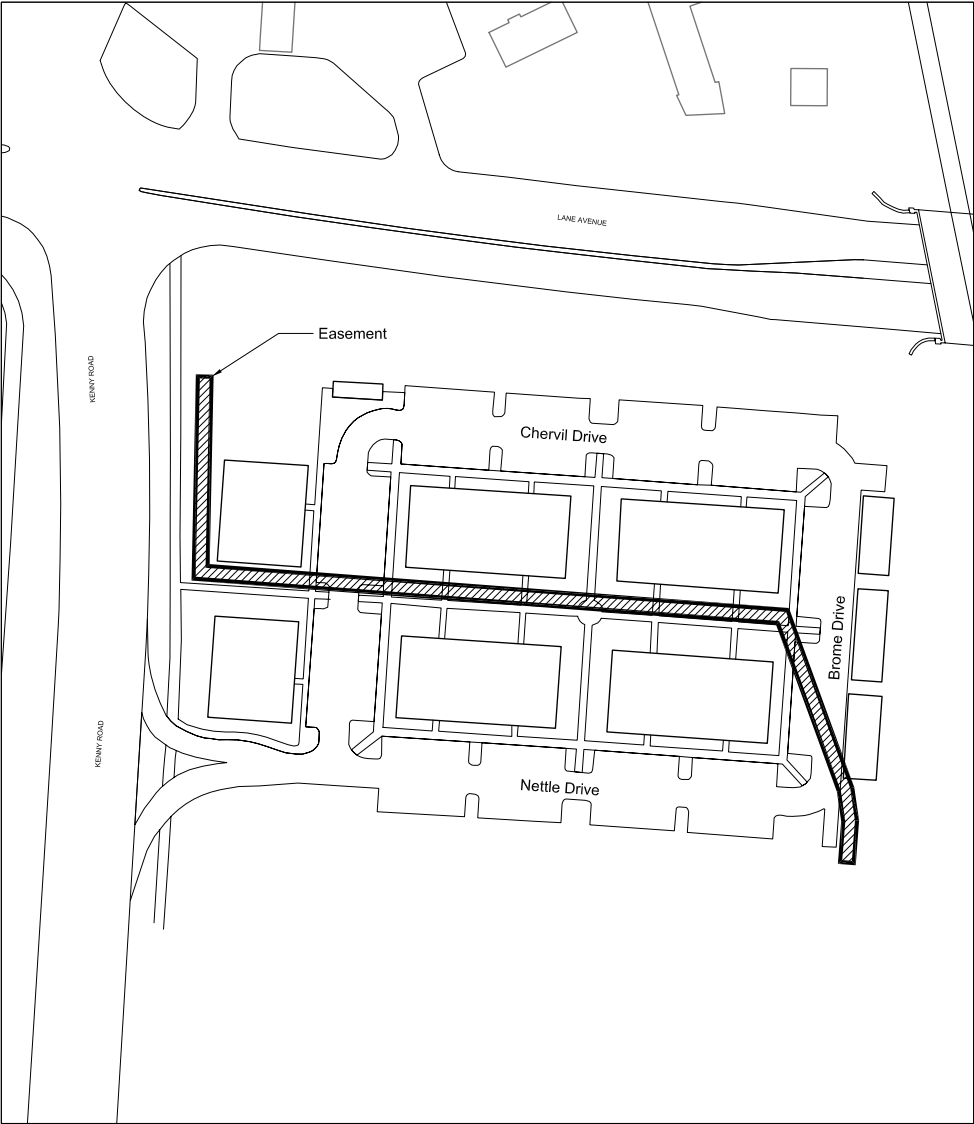 LANE AVENUE
Easement
KENNY ROAD
Chervil Drive
Brome Drive
KENNY ROAD
Nettle Drive